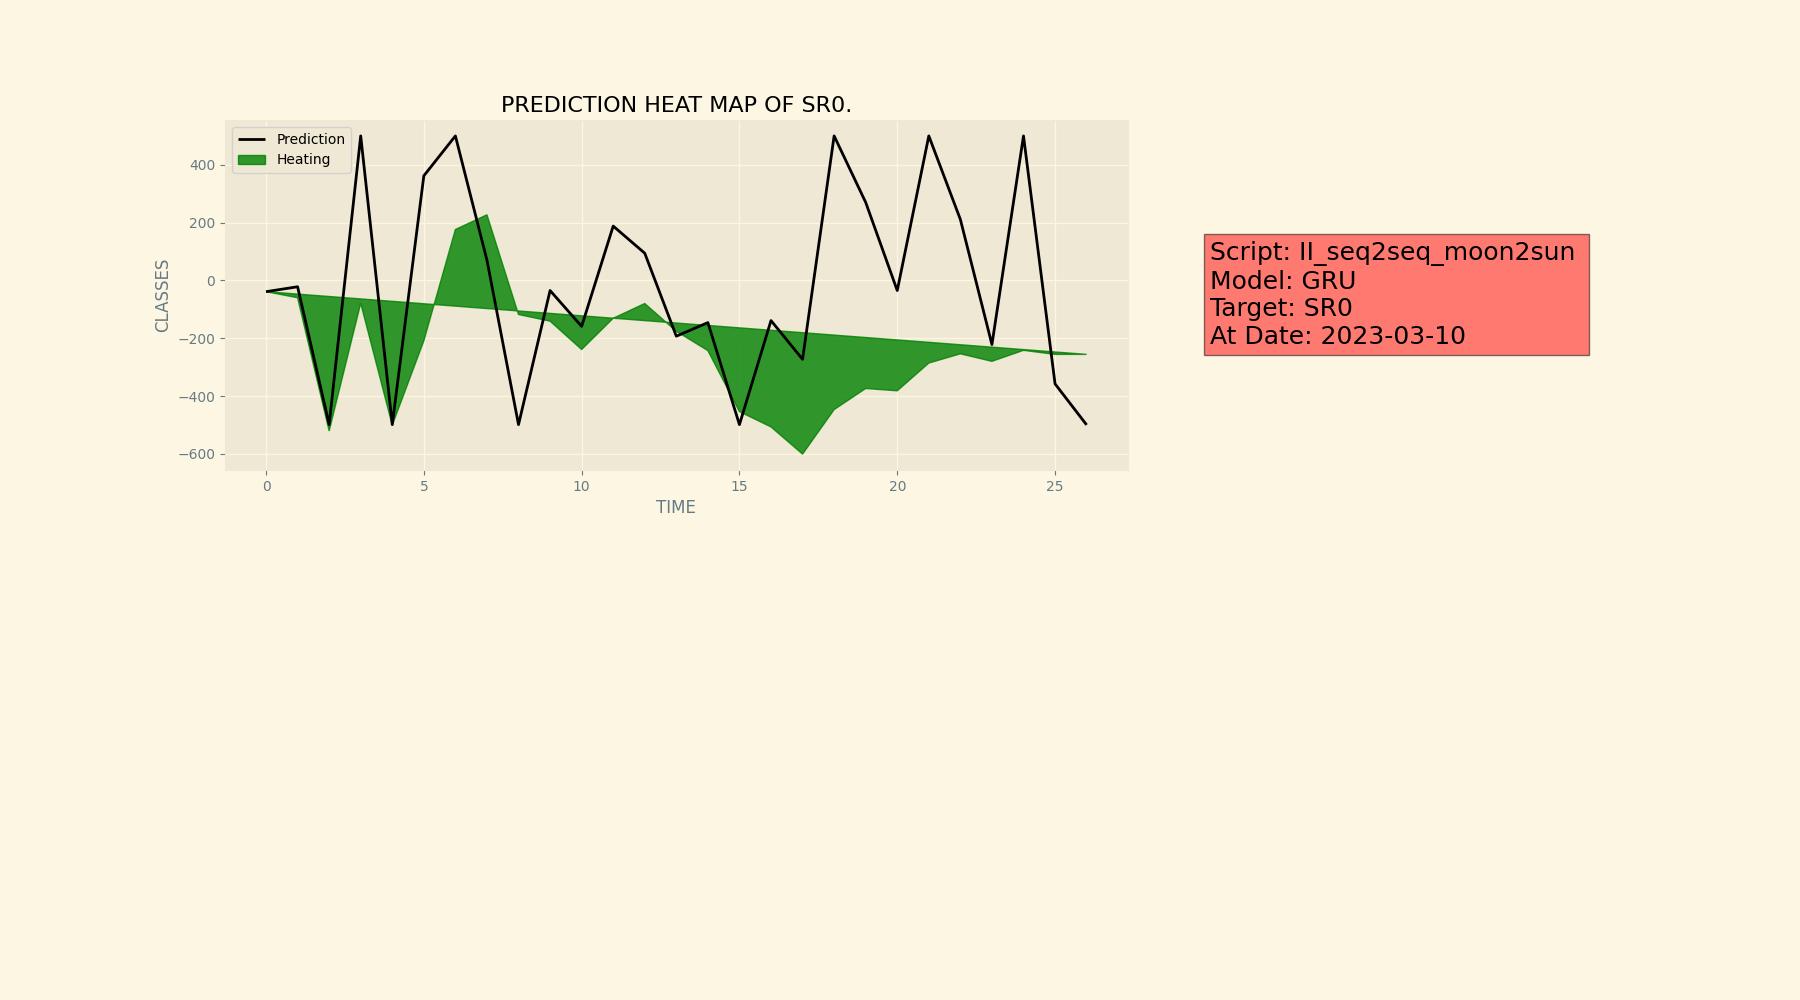 PREDICTION HEAT MAP OF SR0.
Prediction
Heating
400
200
0
−200
−400
−600
CLASSES
0 5 10 15 20 25
TIME
Script: II_seq2seq_moon2sun
Model: GRU
Target: SR0
At Date: 2023-03-10